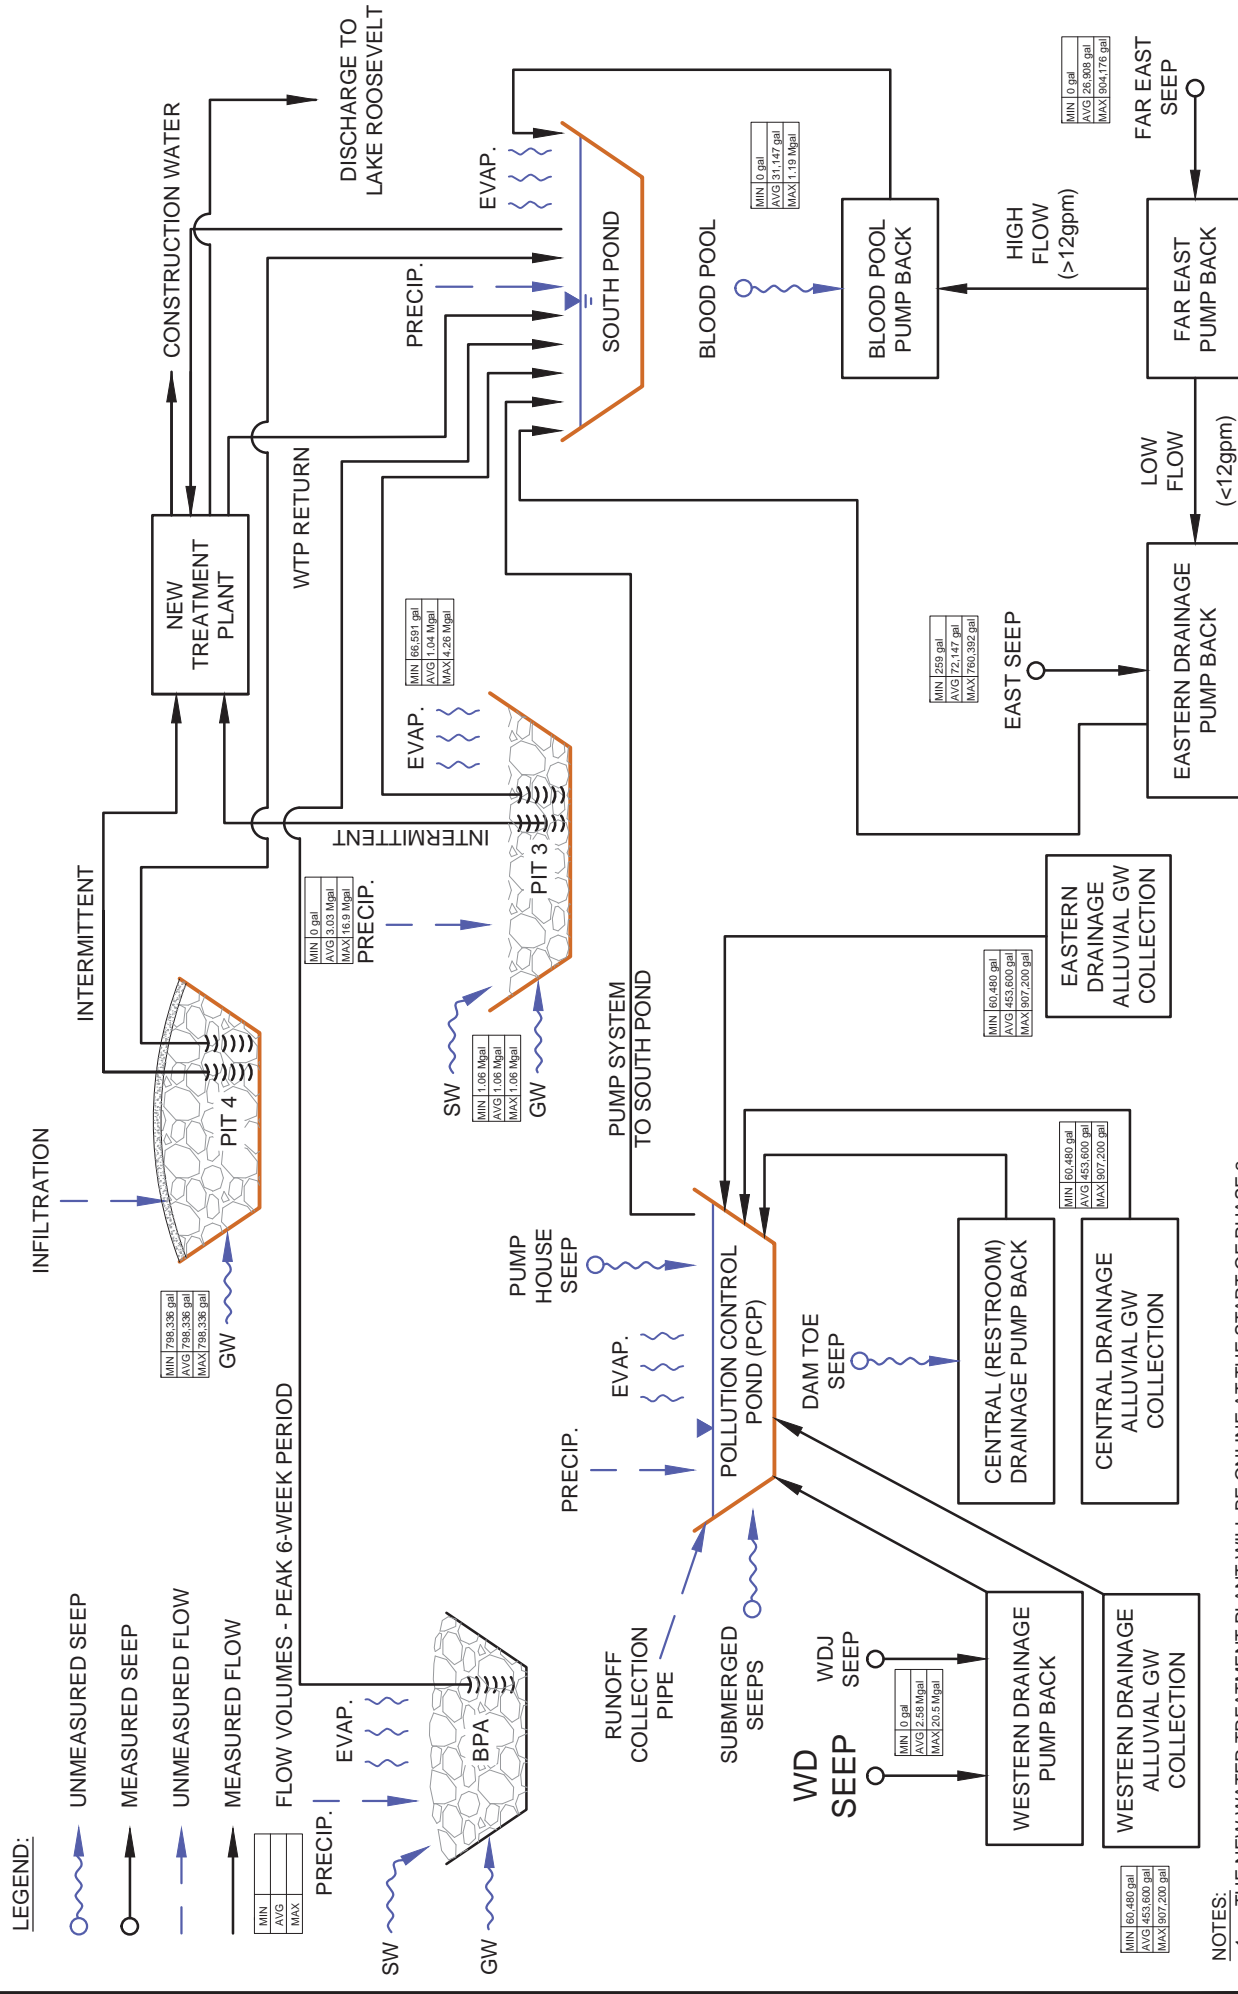 LEGEND:
UNMEASURED SEEP
MEASURED SEEP
UNMEASURED FLOW
MEASURED FLOW
MIN
AVG
MAX
FLOW VOLUMES - PEAK 6-WEEK PERIOD
INFILTRATION
MIN 798,336 gal
AVG 798,336 gal
MAX 798,336 gal
GW
PIT 4
INTERMITTENT
NEW
TREATMENT
PLANT
CONSTRUCTION WATER
DISCHARGE TO
LAKE ROOSEVELT
WTP RETURN
PRECIP.
EVAP.
SW
GW
BPA
MIN 0 gal
AVG 3.03 Mgal
MAX 16.9 Mgal
PRECIP.
INTERMITTENT
EVAP.
MIN 66,591 gal
AVG 1.04 Mgal
MAX 4.26 Mgal
SW
MIN 1.06 Mgal
AVG 1.06 Mgal
MAX 1.06 Mgal
GW
PIT 3
PRECIP.
EVAP.
SOUTH POND
PUMP SYSTEM
TO SOUTH POND
RUNOFF
COLLECTION
PIPE
SUBMERGED
SEEPS
PRECIP.
EVAP.
PUMP
HOUSE
SEEP
POLLUTION CONTROL
POND (PCP)
BLOOD POOL
MIN 0 gal
AVG 31,147 gal
MAX 1.19 Mgal
BLOOD POOL
PUMP BACK
WD
SEEP
WDJ
SEEP
MIN 0 gal
AVG 2.58 Mgal
MAX 20.5 Mgal
WESTERN DRAINAGE
PUMP BACK
DAM TOE
SEEP
CENTRAL (RESTROOM)
DRAINAGE PUMP BACK
MIN 60,480 gal
AVG 453,600 gal
MAX 907,200 gal
EASTERN
DRAINAGE
ALLUVIAL GW
COLLECTION
MIN 259 gal
AVG 72,147 gal
MAX 760,392 gal
EAST SEEP
EASTERN DRAINAGE
PUMP BACK
HIGH
FLOW
(>12gpm)
LOW
FLOW
(<12gpm)
FAR EAST
PUMP BACK
MIN 0 gal
AVG 26,908 gal
MAX 904,176 gal
FAR EAST
SEEP
MIN 60,480 gal
AVG 453,600 gal
MAX 907,200 gal
WESTERN DRAINAGE
ALLUVIAL GW
COLLECTION
MIN 60,480 gal
AVG 453,600 gal
MAX 907,200 gal
CENTRAL DRAINAGE
ALLUVIAL GW
COLLECTION
NOTES:
THE NEW WATER TREATMENT PLANT WILL BE ONLINE AT THE START OF PHASE